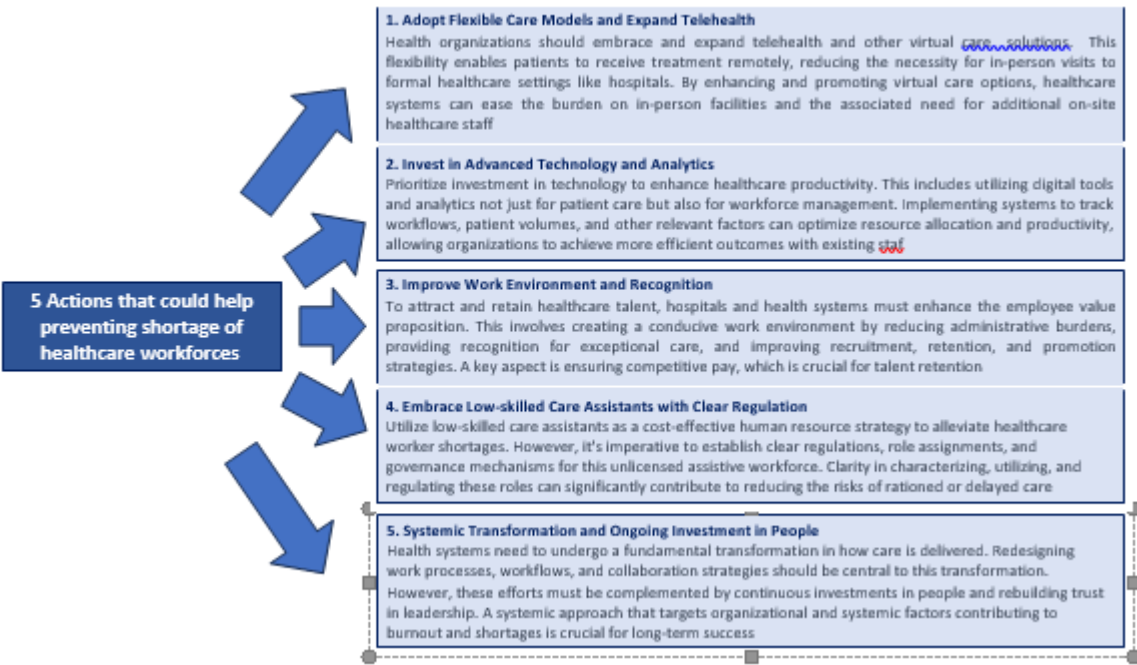 5 Actions that could help
preventing shortage of
healthcare workforces
1. Adopt Flexible Care Models and Expand Telehealth
Health organizations should embrace and expand telehealth and other virtual care solutions. This
flexibility enables patients to receive treatment remotely, reducing the necessity for in-person visits to
formal healthcare settings like hospitals. By enhancing and promoting virtual care options, healthcare
systems can ease the burden on in-person facilities and the associated need for additional on-site
healthcare staff
2. Invest in Advanced Technology and Analytics
Prioritize investment in technology to enhance healthcare productivity. This includes utilizing digital tools
and analytics not just for patient care but also for workforce management. Implementing systems to track
workflows, patient volumes, and other relevant factors can optimize resource allocation and productivity,
allowing organizations to achieve more efficient outcomes with existing staf
3. Improve Work Environment and Recognition
To attract and retain healthcare talent, hospitals and health systems must enhance the employee value
proposition. This involves creating a conducive work environment by reducing administrative burdens,
providing recognition for exceptional care, and improving recruitment, retention, and promotion
strategies. A key aspect is ensuring competitive pay, which is crucial for talent retention
4. Embrace Low-skilled Care Assistants with Clear Regulation
Utilize low-skilled care assistants as a cost-effective human resource strategy to alleviate healthcare
worker shortages. However, it's imperative to establish clear regulations, role assignments, and
governance mechanisms for this unlicensed assistive workforce. Clarity in characterizing, utilizing, and
regulating these roles can significantly contribute to reducing the risks of rationed or delayed care
5. Systemic Transformation and Ongoing Investment in People
Health systems need to undergo a fundamental transformation in how care is delivered. Redesigning
work processes, workflows, and collaboration strategies should be central to this transformation.
However, these efforts must be complemented by continuous investments in people and rebuilding trust
in leadership. A systemic approach that targets organizational and systemic factors contributing to
burnout and shortages is crucial for long-term success